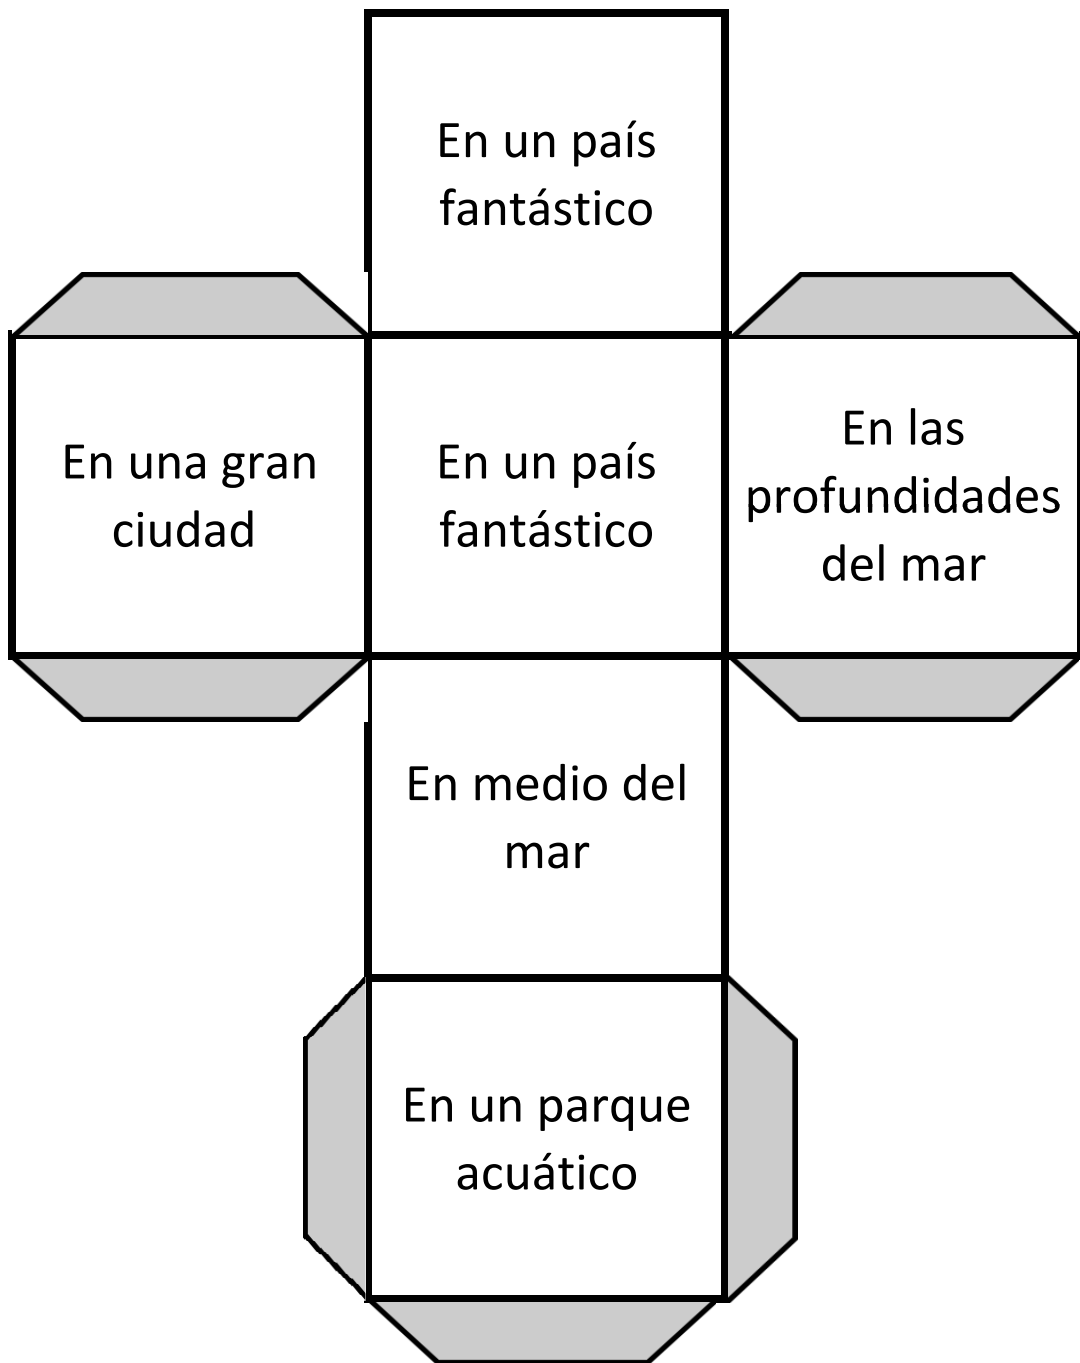 En un país
fantástico
En una gran
ciudad
En un país
fantástico
En las
profundidades
del mar
En medio del
mar
En un parque
acuático